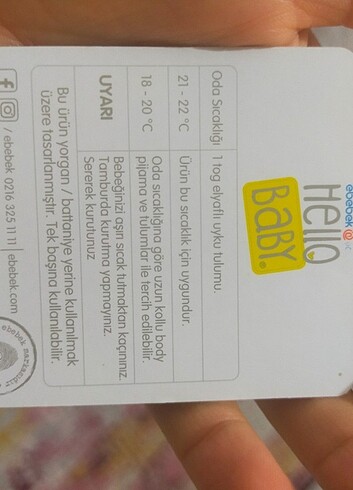 ebebek
Hello
BaBY.
Oda Sıcaklığı 1 tog elyaflı uyku tulumu.
21 - 22 °C Ürün bu sıcaklık için uygundur.
18 - 20 °C Oda sıcaklığına göre uzun kollu body
pijama ve tulumlar ile tercih edilebilir.
UYARI Bebeğinizi aşırı sıcak tutmaktan kaçınınız.
Tamburda kurutma yapmayınız.
Sererek kurutunuz
Bu ürün yorgan / battaniye yerine kullanılmak
üzere tasarlanmıştır. Tek başına kullanılabilir.
/ ebebek 0216 325 11 11 | ebebek.com
ebebek